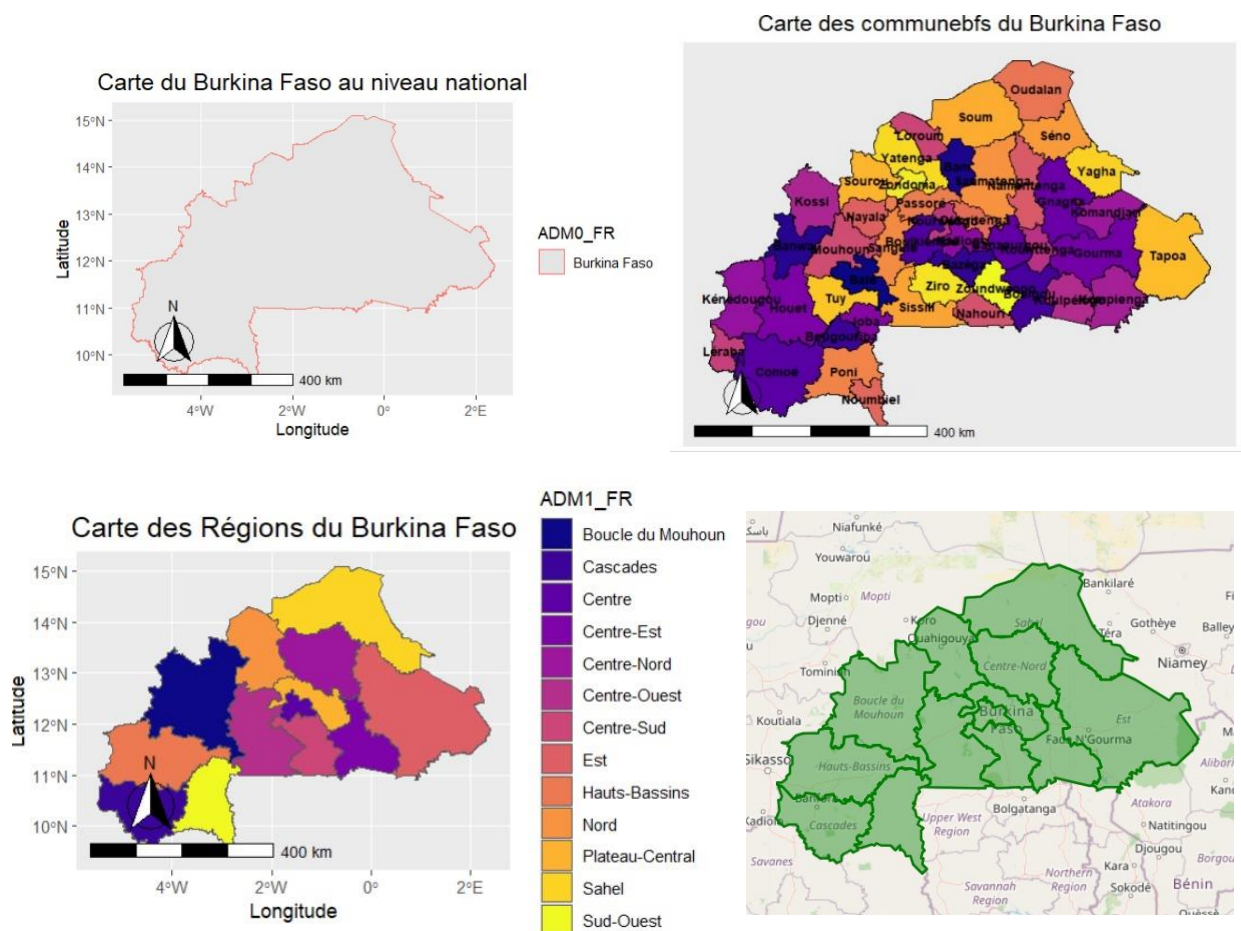 Carte du Burkina Faso au niveau national
15°N
14°N
13°N
12°N
11°N
10°N
Latitude
N
400 km
4°W
2°W
0°
2°E
Longitude
ADM0_FR
Burkina Faso
Carte des communebfs du Burkina Faso
Oudalan
Soum
Séno
Loroum
Yatenga
Bam
Yagha
Sourou
Zondoma
Namentenga
Kossi
Passoré
Gnagna
Komandjari
Nayala
Banwa
Mouhoun
Sanguié
Gourma
Tapoa
Kénédougou
Houet
Tuy
Ziro
Zoundwéogo
Sissili
Nahouri
Ioba
Bougouriba
Léraba
Comoé
Poni
Noumbiel
400 km
Carte des Régions du Burkina Faso
15°N
14°N
13°N
12°N
11°N
10°N
Latitude
N
400 km
4°W
2°W
0°
2°E
Longitude
ADM1_FR
Boucle du Mouhoun
Cascades
Centre
Centre-Est
Centre-Nord
Centre-Ouest
Centre-Sud
Est
Hauts-Bassins
Nord
Plateau-Central
Sahel
Sud-Ouest
Niafunké
Youwarou
Bankilaré
Mopti
Mopti
Djenné
Koro
Ouahigouya
Sahel
Téra
Gothèye
Balley
Niamey
Tominian
Centre-Nord
Boucle du
Mouhoun
Koutiala
Burkina
Faso
Est
Fada N'Gourma
Sikasso
Hauts-Bassins
Banfora
Cascades
Bolgatanga
Atakora
Natitingou
Upper West
Region
Savanes
Djougou
Kara
Sokodé
Northern
Region
Savannah
Region
Bénin